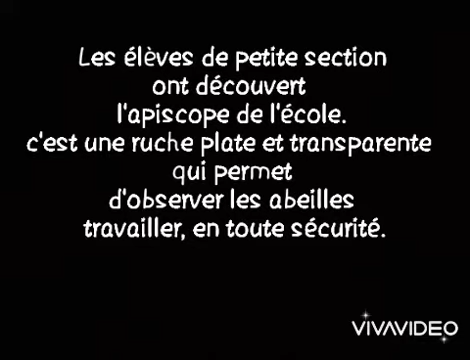 Les élèves de petite section
ont découvert
l'apiscope de l'école.
c'est une ruche plate et transparente
qui permet
d'observer les abeilles
travailler, en toute sécurité.
VIVAVIDEO